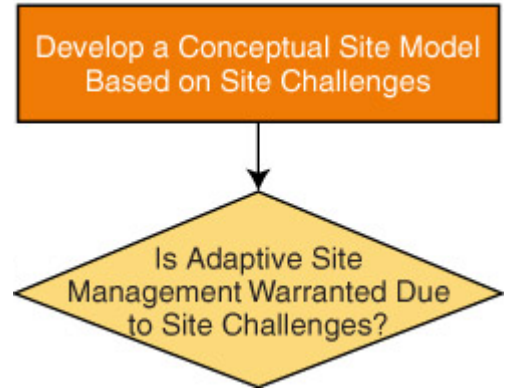 Develop a Conceptual Site Model
Based on Site Challenges
Is Adaptive Site
Management Warranted Due
to Site Challenges?